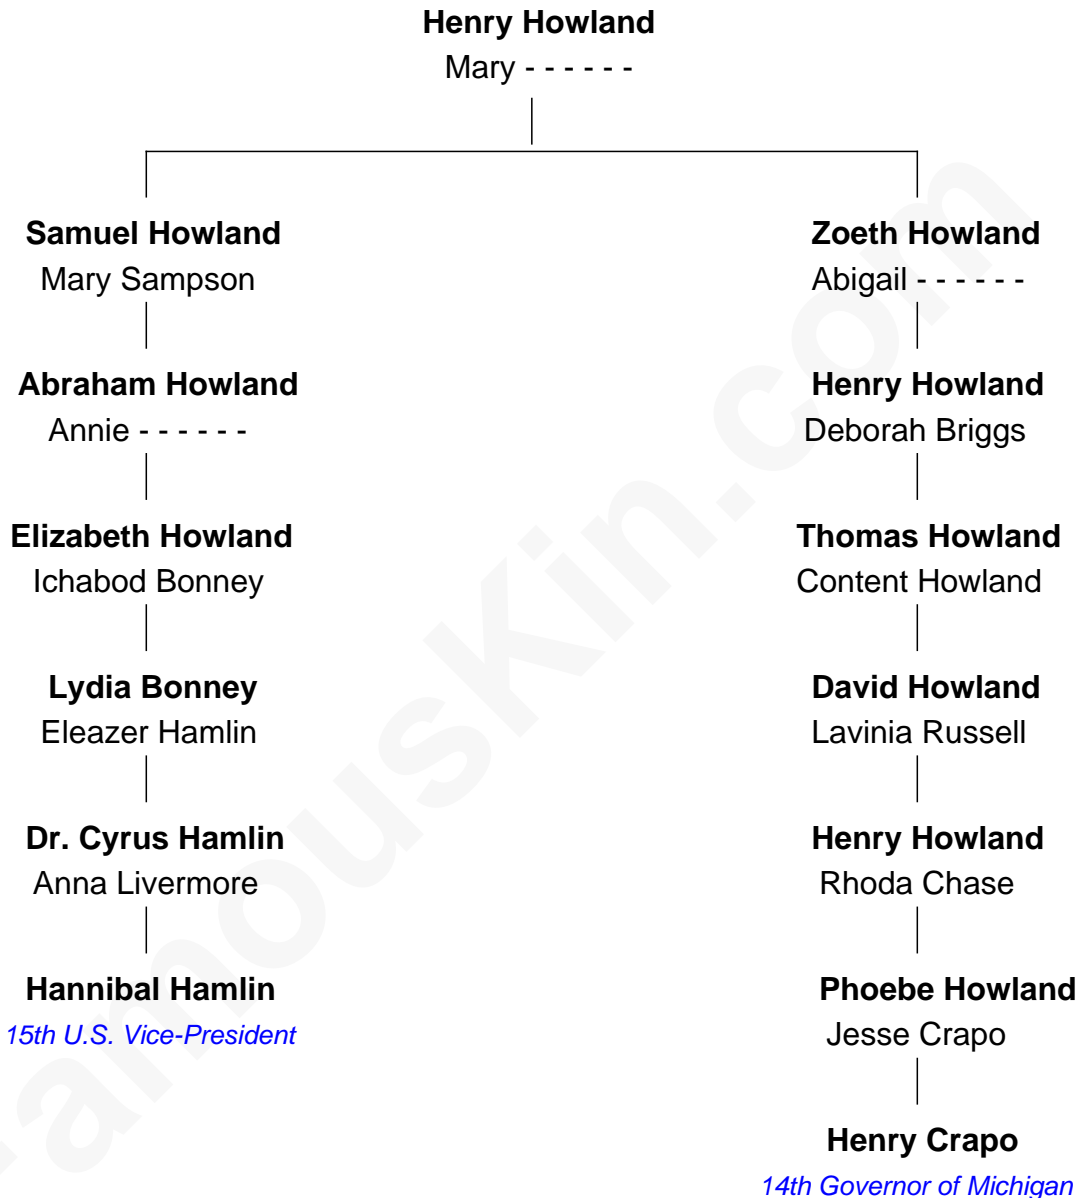 Henry Howland
Mary - - - - - -
Samuel Howland
Mary Sampson
Zoeth Howland
Abigail - - - - - -
Abraham Howland
Annie - - - - - -
Henry Howland
Deborah Briggs
Elizabeth Howland
Ichabod Bonney
Thomas Howland
Content Howland
Lydia Bonney
Eleazer Hamlin
David Howland
Lavinia Russell
Dr. Cyrus Hamlin
Anna Livermore
Henry Howland
Rhoda Chase
Hannibal Hamlin
15th U.S. Vice-President
Phoebe Howland
Jesse Crapo
Henry Crapo
14th Governor of Michigan
FamousKin.com